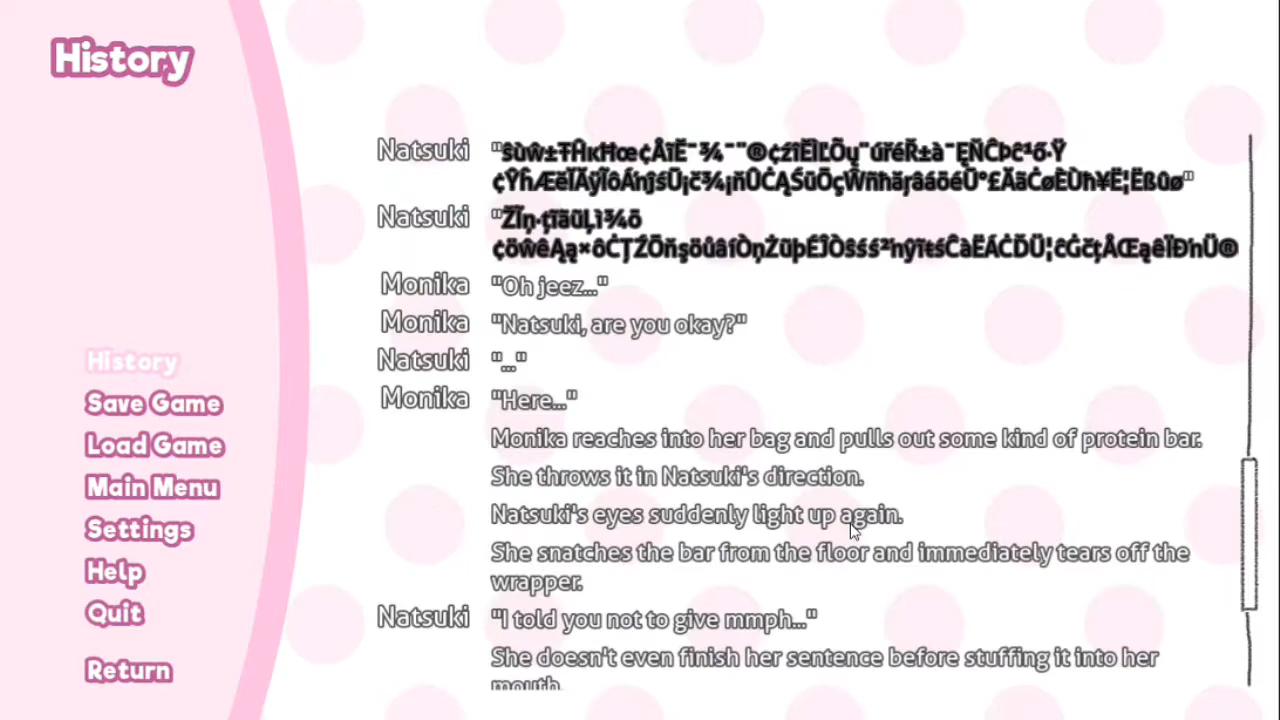 History
Natsuki
Natsuki
Monika "Oh jeez..."
Monika "Natsuki, are you okay?"
Natsuki "..."
Monika "Here..."
Monika reaches into her bag and pulls out some kind of protein bar.
She throws it in Natsuki's direction.
Natsuki's eyes suddenly light up again.
She snatches the bar from the floor and immediately tears off the
wrapper.
Natsuki "I told you not to give mmph..."
She doesn't even finish her sentence before stuffing it into her
mouth.
History
Save Game
Load Game
Main Menu
Settings
Help
Quit
Return